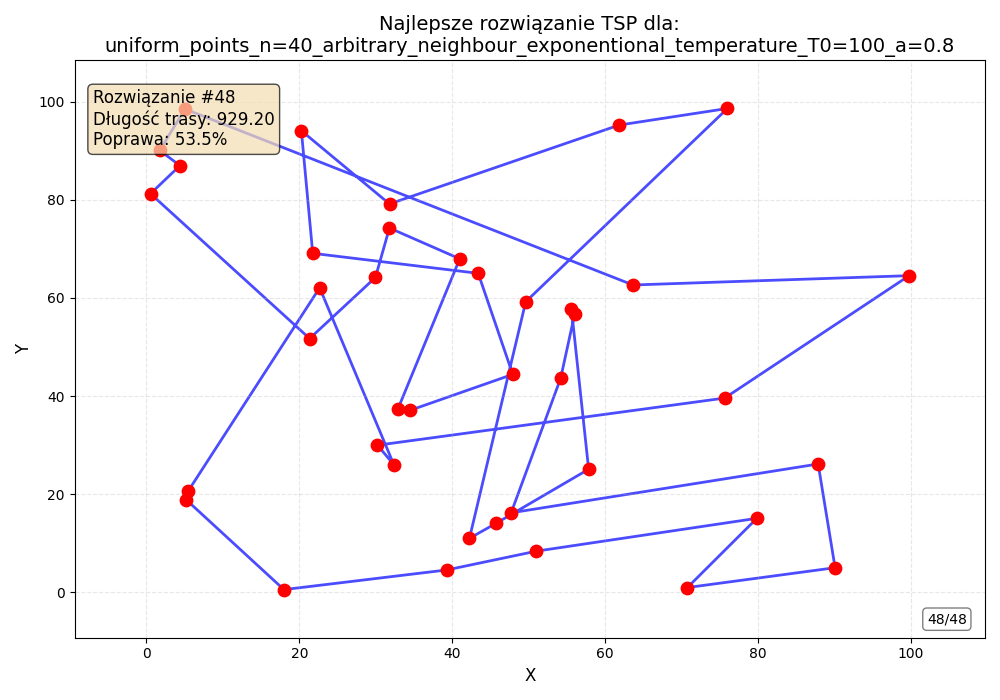 Najlepsze rozwiązanie TSP dla:
uniform_points_n=40_arbitrary_neighbour_exponential_temperature_T0=100_a=0.8
Rozwiązanie #48
Długość trasy: 929.20
Poprawa: 53.5%
100
80
60
40
20
0
Y
48/48
0 20 40 60 80 100
X